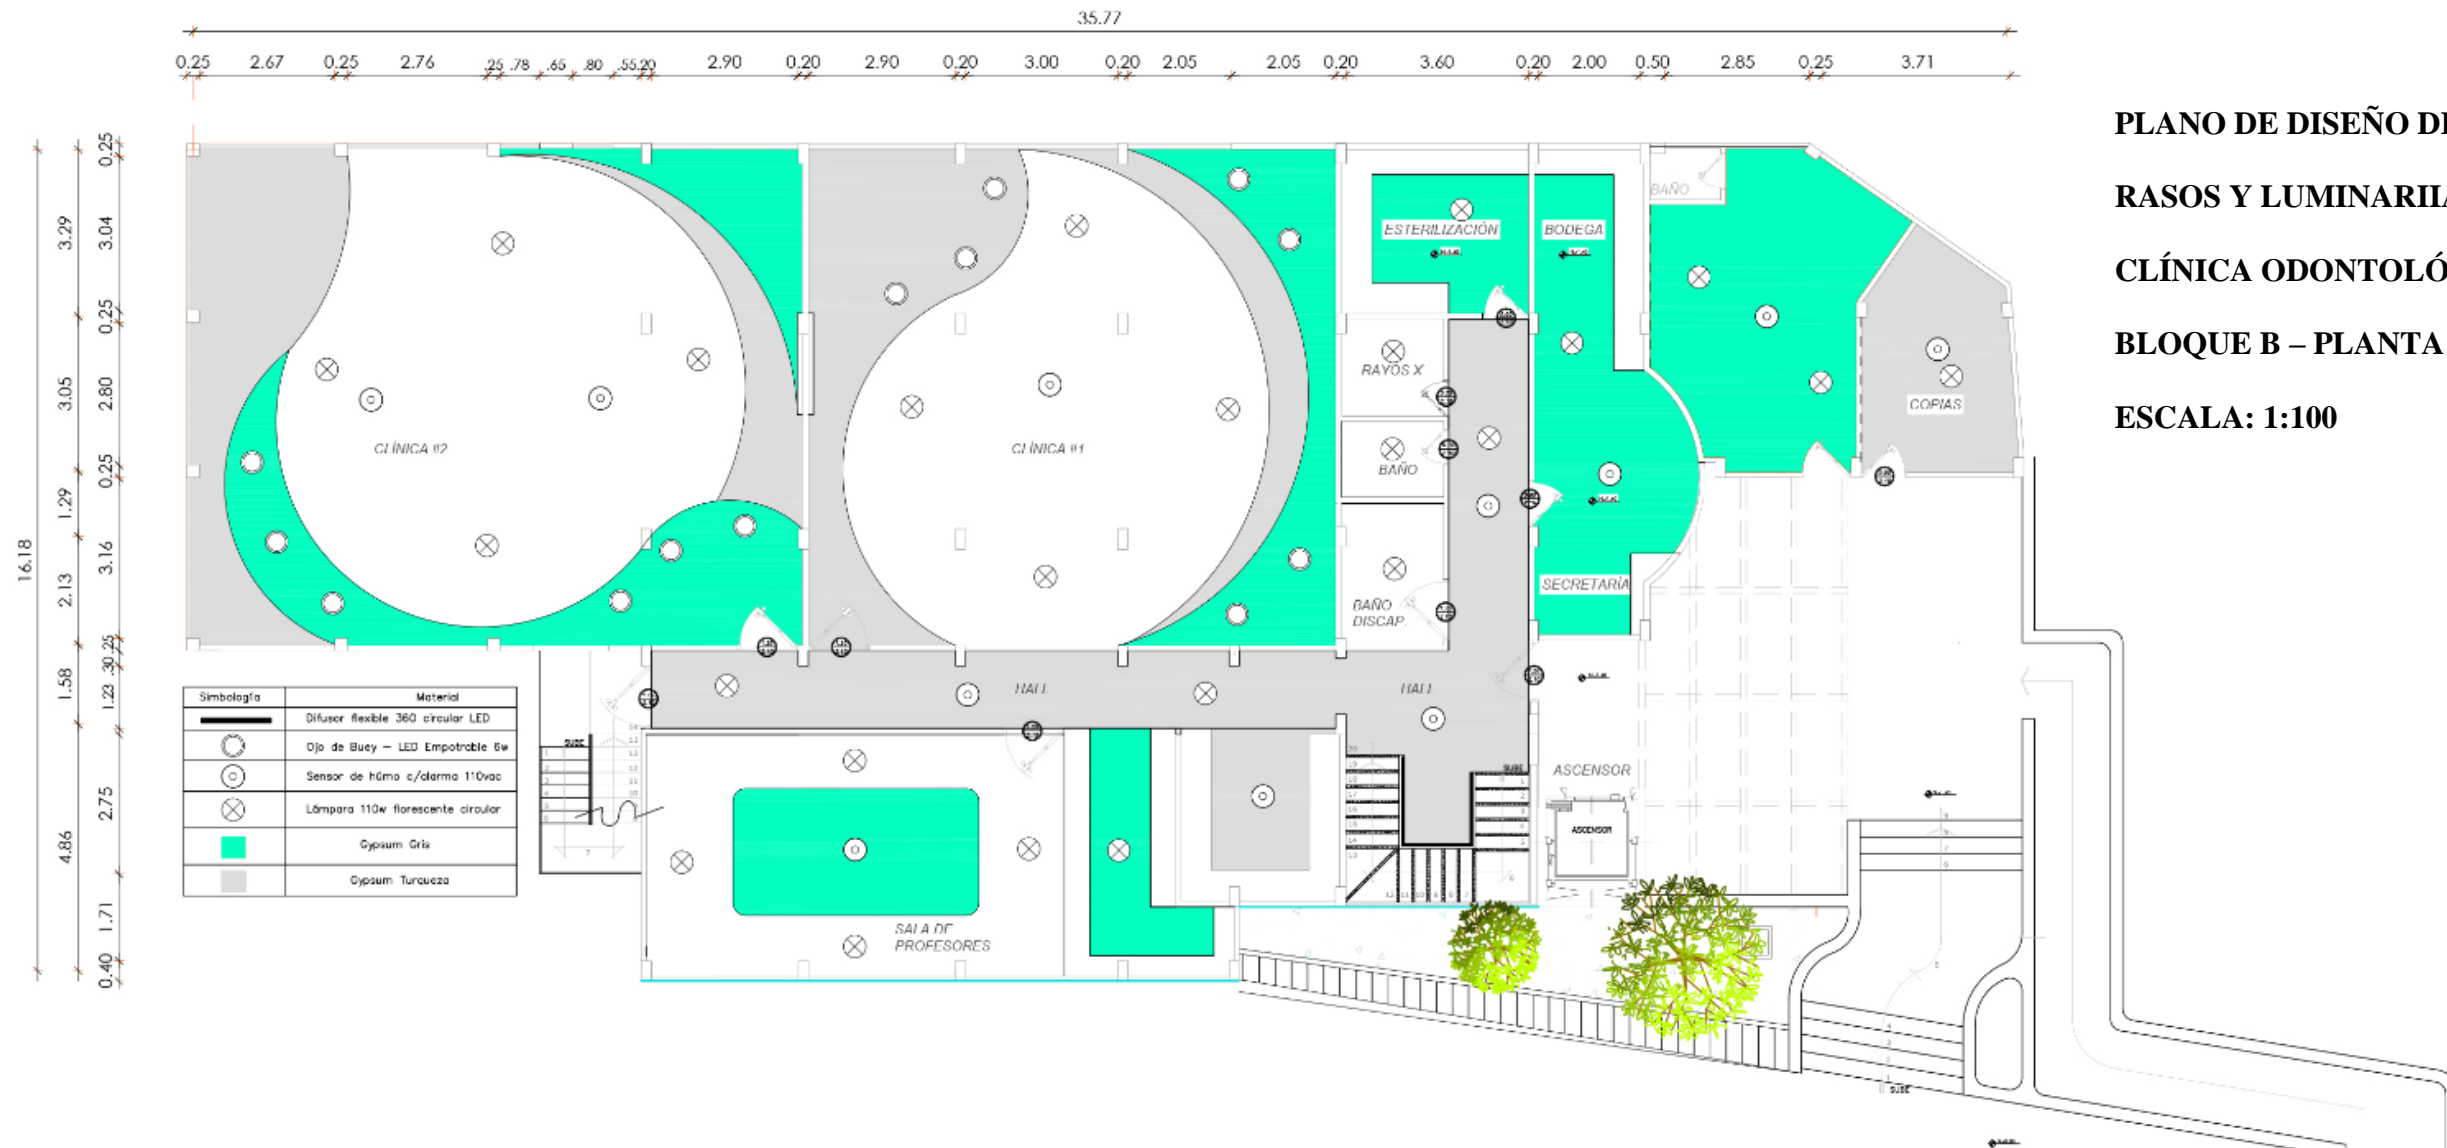 35.77
0.25 2.67 0.25 2.76 .25 .78 .65 .80 .55 .20 2.90 0.20 2.90 0.20 3.00 0.20 2.05 2.05 0.20 3.60 0.20 2.00 0.50 2.85 0.25 3.71
PLANO DE DISEÑO DE
RASOS Y LUMINARIIA
CLÍNICA ODONTOLÓ
BLOQUE B – PLANTA
ESCALA: 1:100
16.18
3.29
3.05
1.29
2.13
1.58
4.86
0.25
3.04
0.25
2.80
0.25
3.16
.25
.30
1.23
2.75
1.71
0.40
BAÑO
ESTERILIZACIÓN
BODEGA
RAYOS X
COPIAS
CLÍNICA #2
CLÍNICA #1
BAÑO
SECRETARÍA
BAÑO
DISCAP.
HALL
HALL
Simbología Material
Difusor flexible 360 circular LED
Ojo de Buey – LED Empotrable 6w
Sensor de húmo c/alarma 110vac
Lámpara 110w florescente circular
Gypsum Gris
Gypsum Turqueza
SUBE
SUBE
ASCENSOR
ASCENSOR
SALA DE
PROFESORES
SUBE